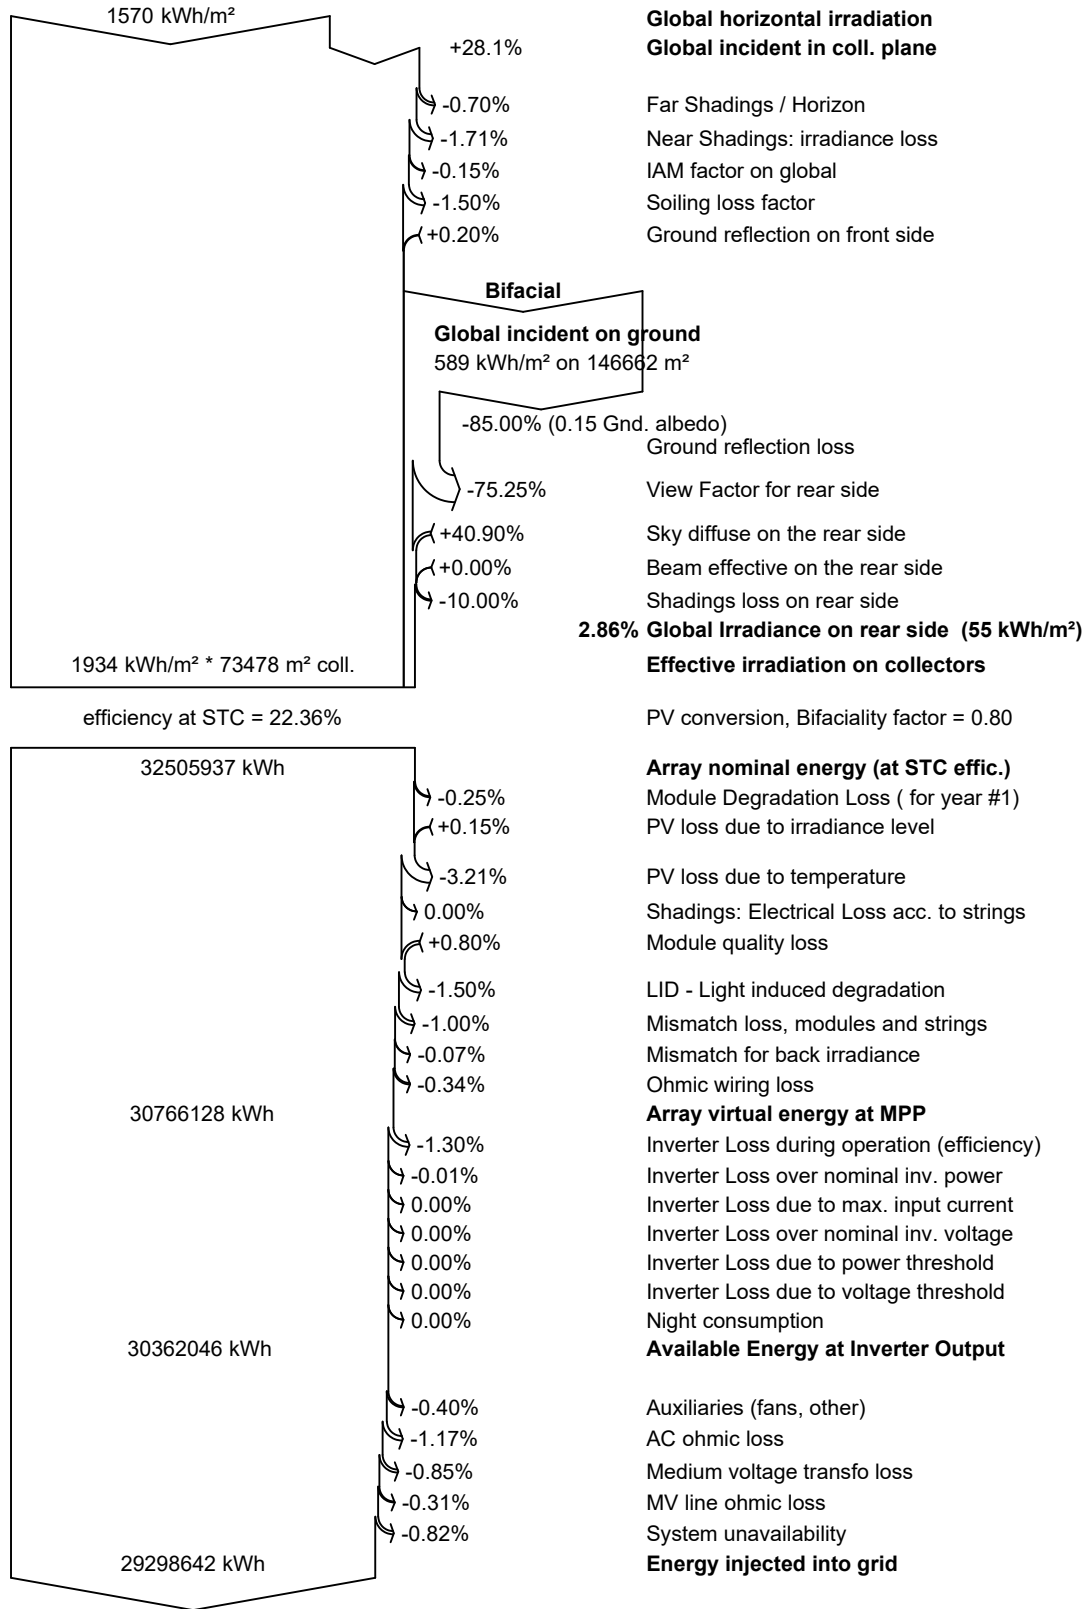 1570 kWh/m² Global horizontal irradiation
+28.1% Global incident in coll. plane
-0.70% Far Shadings / Horizon
-1.71% Near Shadings: irradiance loss
-0.15% IAM factor on global
-1.50% Soiling loss factor
+0.20% Ground reflection on front side
Bifacial
Global incident on ground
589 kWh/m² on 146662 m²
-85.00% (0.15 Gnd. albedo)
Ground reflection loss
-75.25% View Factor for rear side
+40.90% Sky diffuse on the rear side
+0.00% Beam effective on the rear side
-10.00% Shadings loss on rear side
2.86% Global Irradiance on rear side (55 kWh/m²)
1934 kWh/m² * 73478 m² coll. Effective irradiation on collectors
efficiency at STC = 22.36% PV conversion, Bifaciality factor = 0.80
32505937 kWh Array nominal energy (at STC effic.)
-0.25% Module Degradation Loss ( for year #1)
+0.15% PV loss due to irradiance level
-3.21% PV loss due to temperature
0.00% Shadings: Electrical Loss acc. to strings
+0.80% Module quality loss
-1.50% LID - Light induced degradation
-1.00% Mismatch loss, modules and strings
-0.07% Mismatch for back irradiance
-0.34% Ohmic wiring loss
30766128 kWh Array virtual energy at MPP
-1.30% Inverter Loss during operation (efficiency)
-0.01% Inverter Loss over nominal inv. power
0.00% Inverter Loss due to max. input current
0.00% Inverter Loss over nominal inv. voltage
0.00% Inverter Loss due to power threshold
0.00% Inverter Loss due to voltage threshold
0.00% Night consumption
30362046 kWh Available Energy at Inverter Output
-0.40% Auxiliaries (fans, other)
-1.17% AC ohmic loss
-0.85% Medium voltage transfo loss
-0.31% MV line ohmic loss
-0.82% System unavailability
29298642 kWh Energy injected into grid